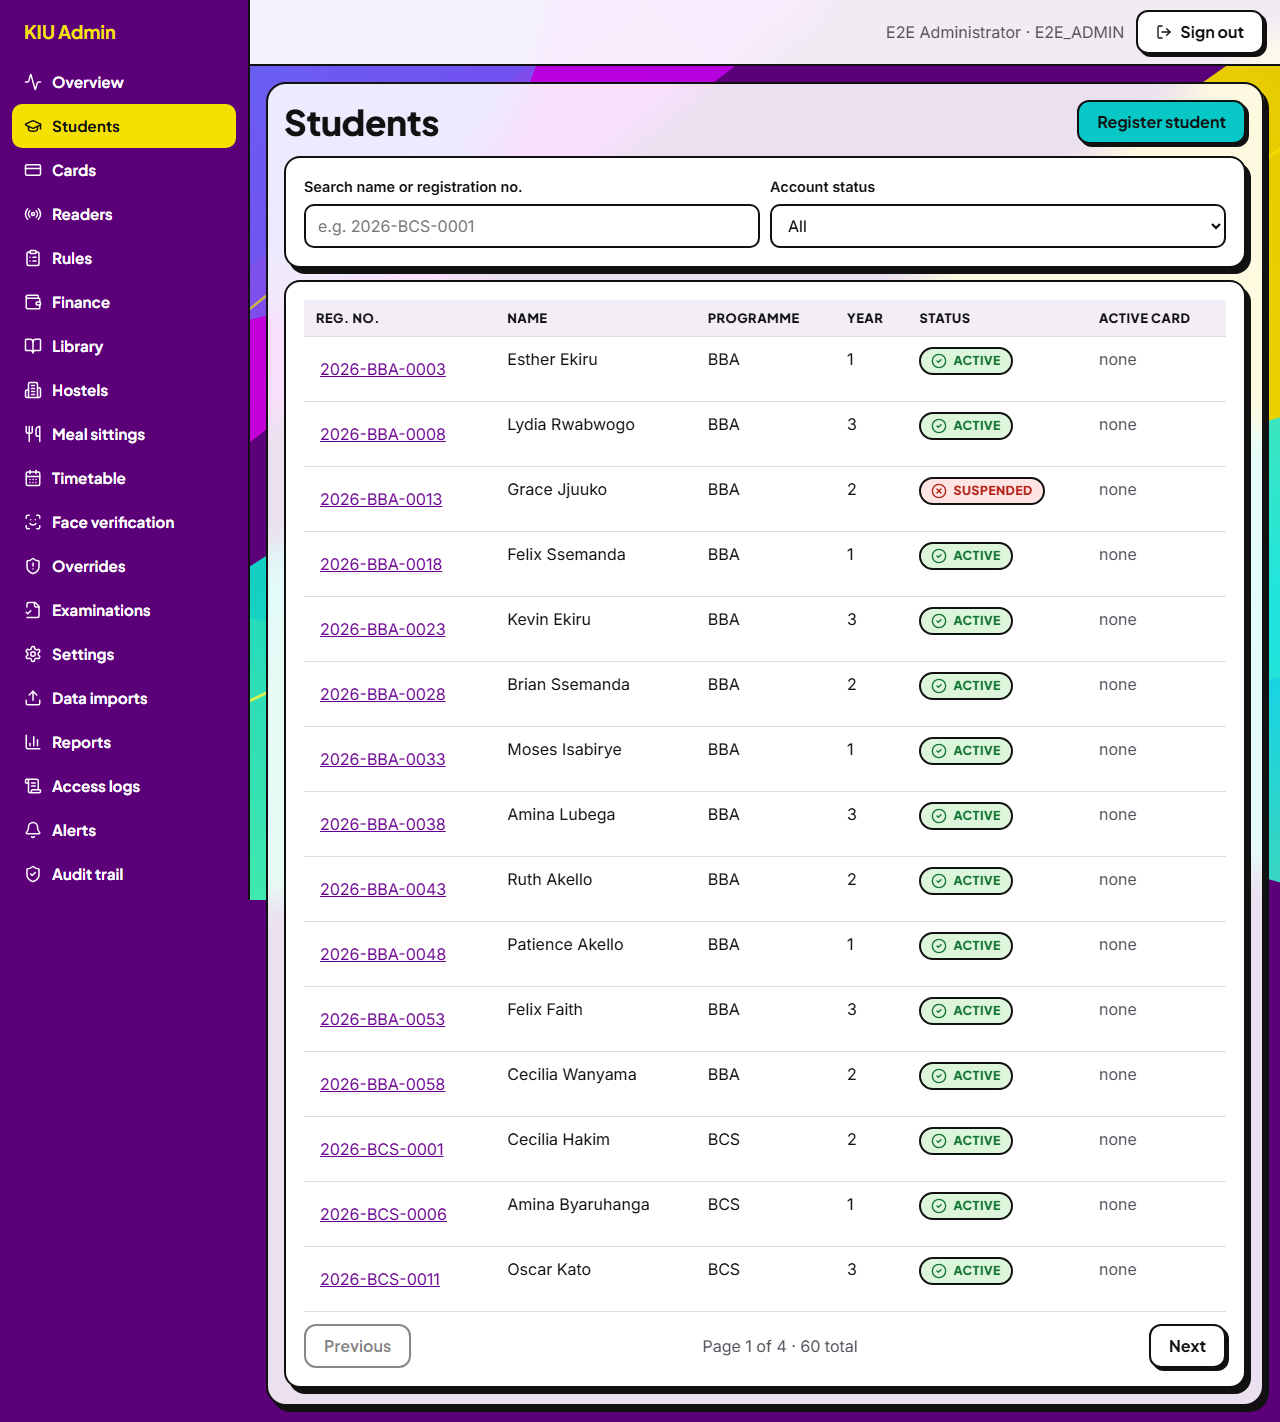 KIU Admin
Overview
Students
Cards
Readers
Rules
Finance
Library
Hostels
Meal sittings
Timetable
Face verification
Overrides
Examinations
Settings
Data imports
Reports
Access logs
Alerts
Audit trail
E2E Administrator · E2E_ADMIN
Sign out
Students
Register student
Search name or registration no.
e.g. 2026-BCS-0001
Account status
All
REG. NO. NAME PROGRAMME YEAR STATUS ACTIVE CARD
2026-BBA-0003 Esther Ekiru BBA 1 ACTIVE none
2026-BBA-0008 Lydia Rwabwogo BBA 3 ACTIVE none
2026-BBA-0013 Grace Jjuuko BBA 2 SUSPENDED none
2026-BBA-0018 Felix Ssemanda BBA 1 ACTIVE none
2026-BBA-0023 Kevin Ekiru BBA 3 ACTIVE none
2026-BBA-0028 Brian Ssemanda BBA 2 ACTIVE none
2026-BBA-0033 Moses Isabirye BBA 1 ACTIVE none
2026-BBA-0038 Amina Lubega BBA 3 ACTIVE none
2026-BBA-0043 Ruth Akello BBA 2 ACTIVE none
2026-BBA-0048 Patience Akello BBA 1 ACTIVE none
2026-BBA-0053 Felix Faith BBA 3 ACTIVE none
2026-BBA-0058 Cecilia Wanyama BBA 2 ACTIVE none
2026-BCS-0001 Cecilia Hakim BCS 2 ACTIVE none
2026-BCS-0006 Amina Byaruhanga BCS 1 ACTIVE none
2026-BCS-0011 Oscar Kato BCS 3 ACTIVE none
Previous
Page 1 of 4 · 60 total
Next